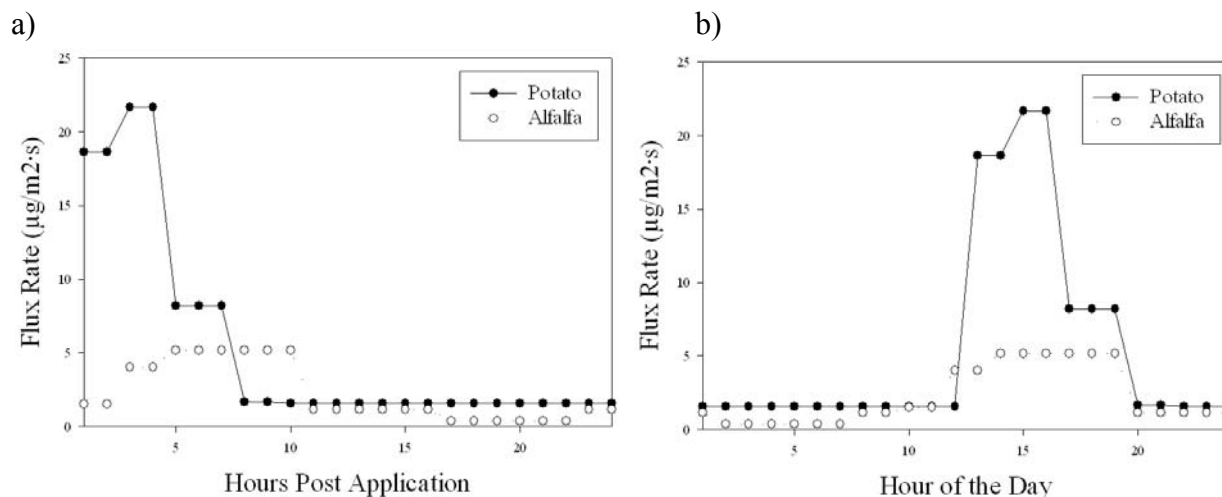 a)
25
20
15
10
5
0
Flux Rate (µg/m2·s)
Potato
Alfalfa
5
10
15
20
Hours Post Application
b)
25
20
15
10
5
0
Flux Rate (µg/m2·s)
Potato
Alfalfa
5
10
15
20
Hour of the Day